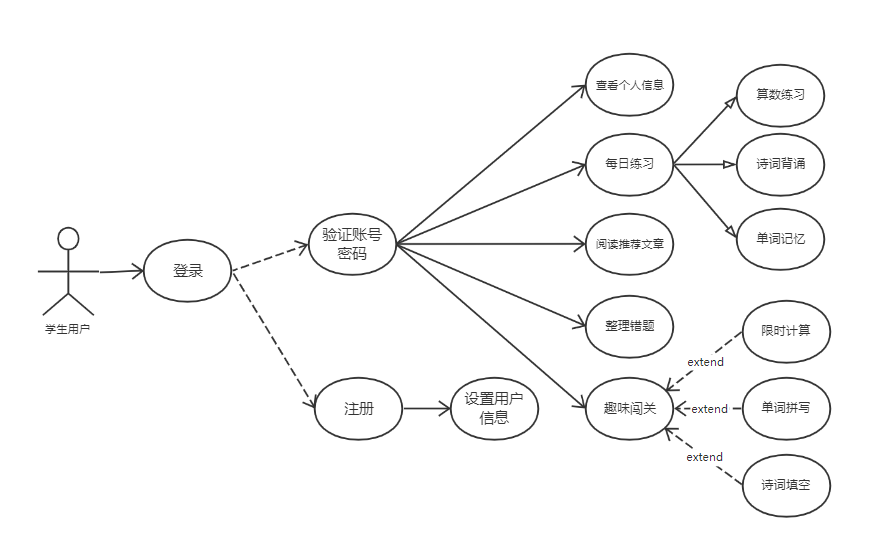 学生用户
登录
验证账号
密码
注册
设置用户
信息
查看个人信息
每日练习
阅读推荐文章
整理错题
趣味闯关
算数练习
诗词背诵
单词记忆
限时计算
extend
单词拼写
extend
诗词填空
extend